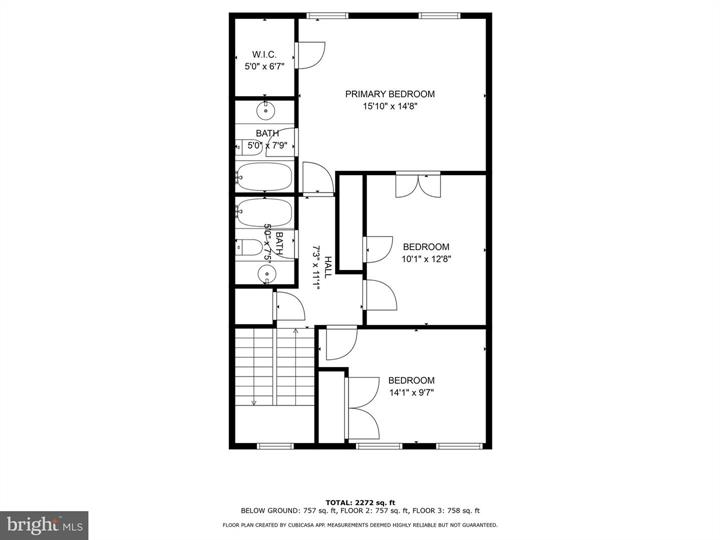 W.I.C.
5'0" x 6'7"
PRIMARY BEDROOM
15'10" x 14'8"
BATH
5'0" x 7'9"
BATH
5'0" x 7'5"
HALL
7'3" x 11'1"
BEDROOM
10'1" x 12'8"
BEDROOM
14'1" x 9'7"
TOTAL: 2272 sq. ft
BELOW GROUND: 757 sq. ft, FLOOR 2: 757 sq. ft, FLOOR 3: 758 sq. ft
FLOOR PLAN CREATED BY CUBICASA APP. MEASUREMENTS DEEMED HIGHLY RELIABLE BUT NOT GUARANTEED.
bright MLS